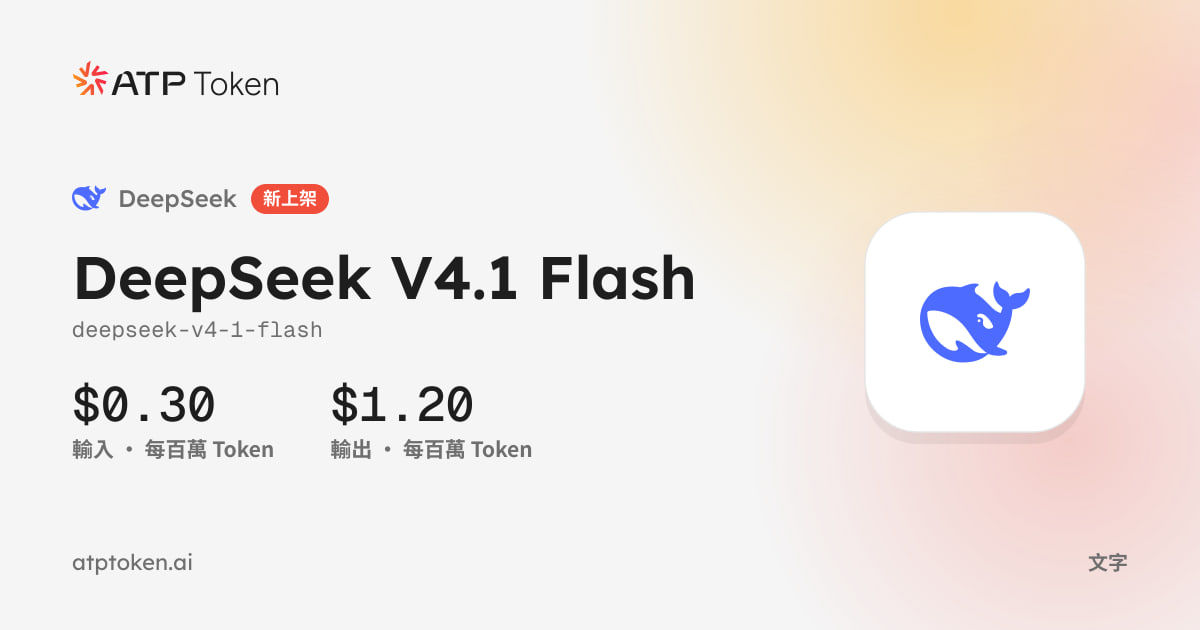 ATP Token
DeepSeek 新上架
DeepSeek V4.1 Flash
deepseek-v4-1-flash
$0.30 $1.20
輸入 · 每百萬 Token 輸出 · 每百萬 Token
atptoken.ai 文字